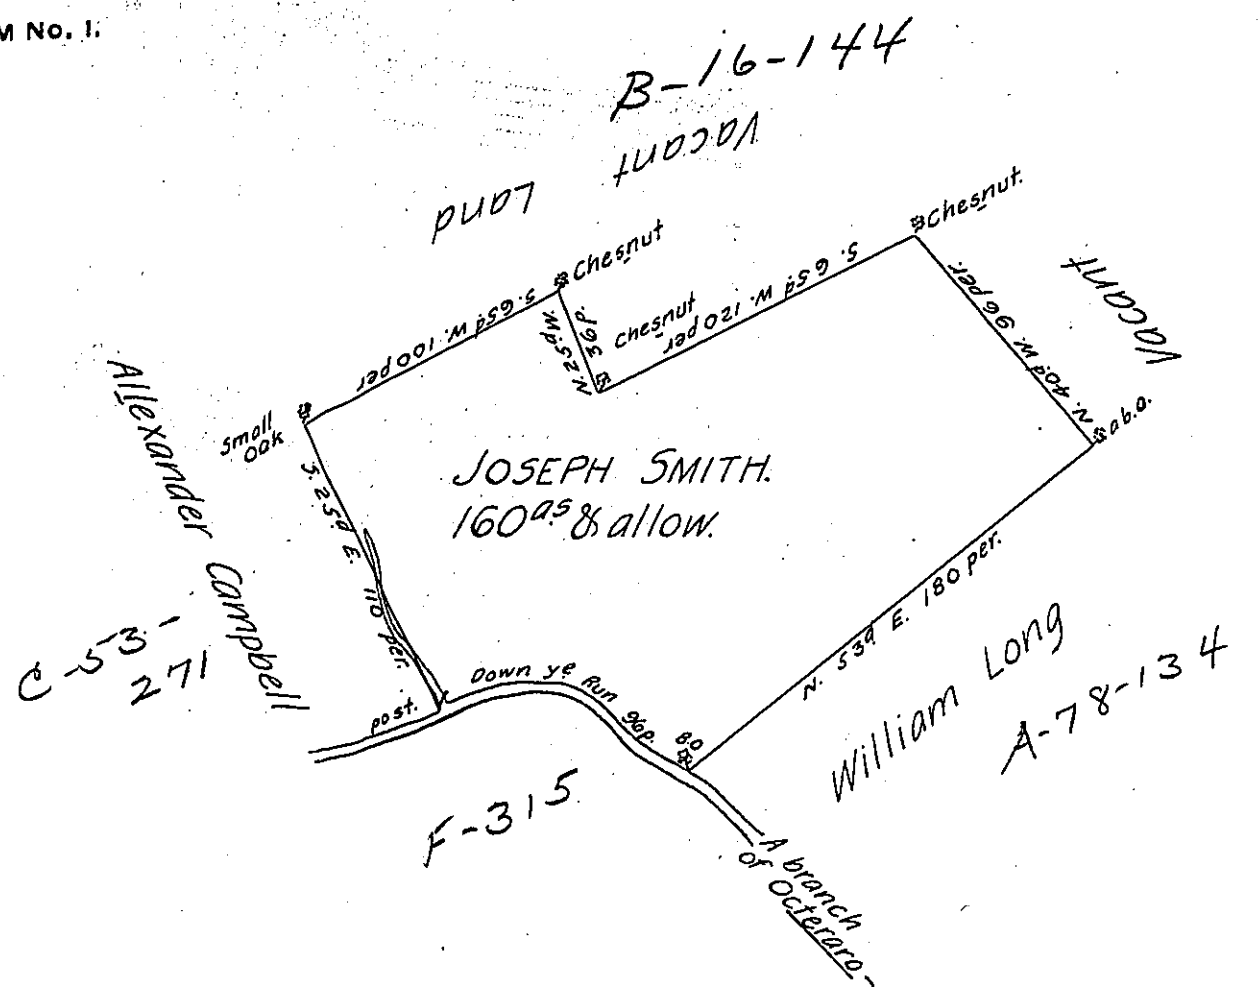 M No. 1.
B-16-144
Vacant
Land
Chesnut.
Chesnut
S. 65d W. 100 per
N. 25d W.
36 p.
Chesnut
S. 65d W. 120 per
N. 40d W. 96 per.
Vacant
a b.o.
small
oak
Allexander Campbell
S. 25d E. 110 per.
JOSEPH SMITH.
160 as & allow.
C-53-
271
post.
Down ye Run 96p.
B.O
N. 53d E. 180 per.
William Long
A-78-134
F-315
A branch
of Octeraro-